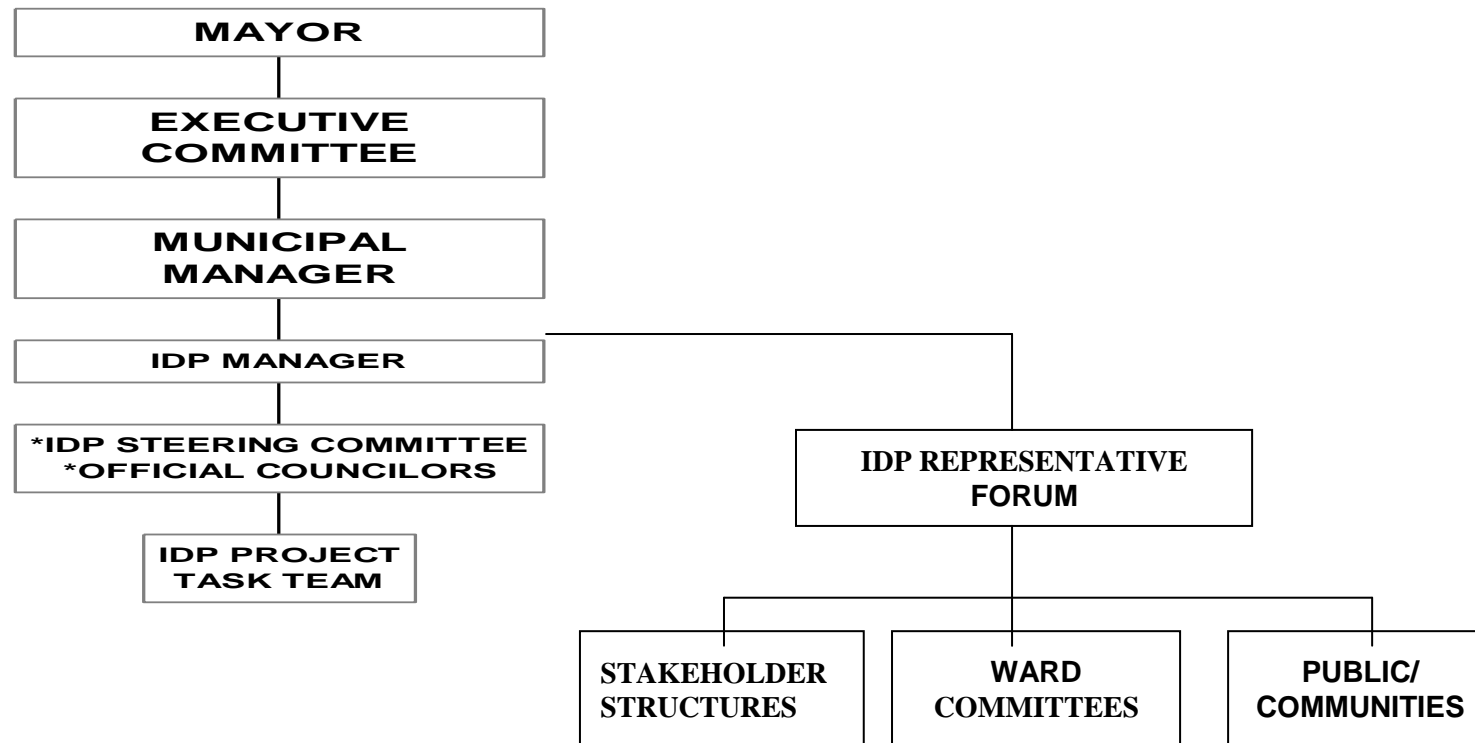 MAYOR
EXECUTIVE
COMMITTEE
MUNICIPAL
MANAGER
IDP MANAGER
*IDP STEERING COMMITTEE
*OFFICIAL COUNCILORS
IDP PROJECT
TASK TEAM
IDP REPRESENTATIVE
FORUM
STAKEHOLDER
STRUCTURES
WARD
COMMITTEES
PUBLIC/
COMMUNITIES